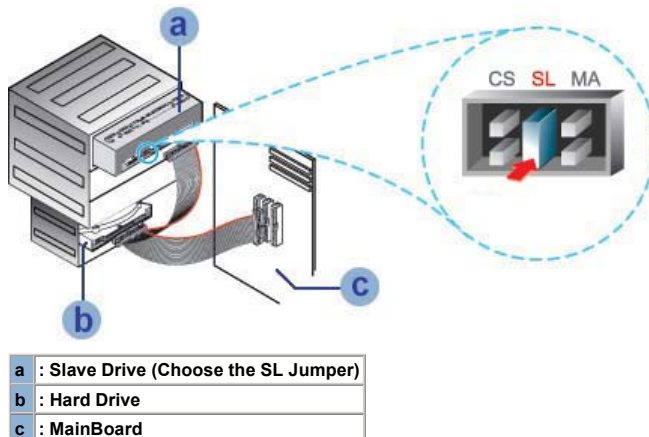 a
CS SL MA
b
c
a : Slave Drive (Choose the SL Jumper)
b : Hard Drive
c : MainBoard